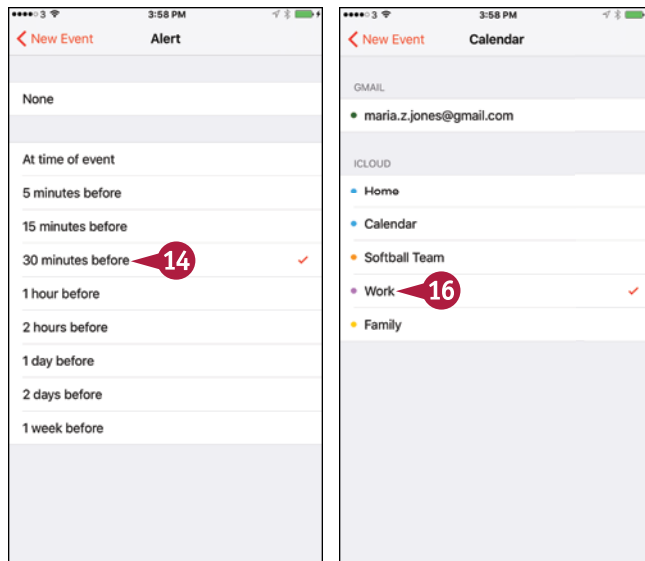 3 3:58 PM
New Event Alert
None
At time of event
5 minutes before
15 minutes before
30 minutes before 14
1 hour before
2 hours before
1 day before
2 days before
1 week before
3 3:58 PM
New Event Calendar
GMAIL
maria.z.jones@gmail.com
ICLOUD
Home
Calendar
Softball Team
Work 16
Family